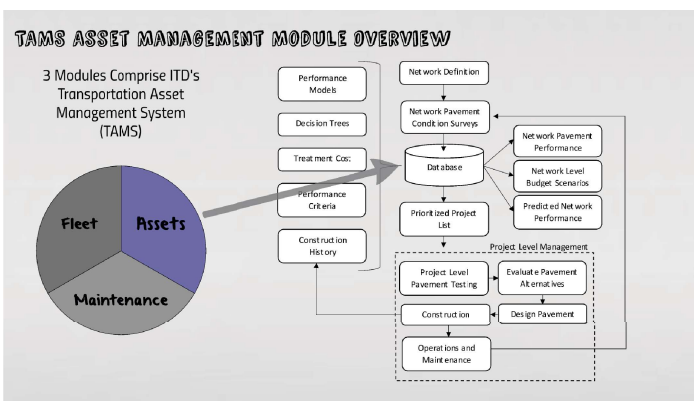 TAMS ASSET MANAGEMENT MODULE OVERVIEW
3 Modules Comprise ITD's
Transportation Asset
Management System
(TAMS)
Fleet
Assets
Maintenance
Performance
Models
Decision Trees
Treatment Cost
Performance
Criteria
Construction
History
Network Definition
Network Pavement
Condition Surveys
Database
Prioritized Project
List
Network Pavement
Performance
Network Level
Budget Scenarios
Predicted Network
Performance
Project Level Management
Project Level
Pavement Testing
Evaluate Pavement
Alternatives
Construction
Design Pavement
Operations and
Maintenance